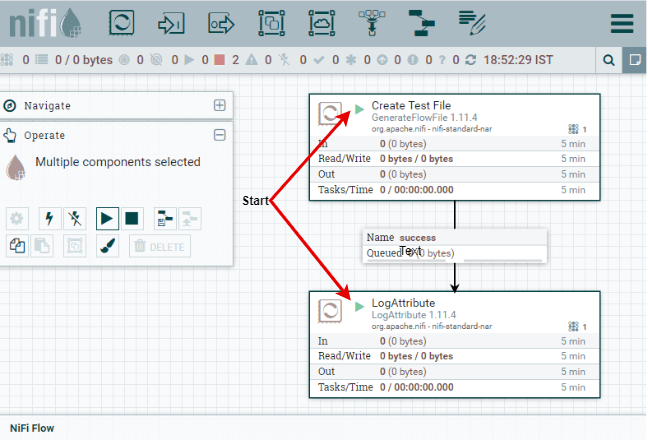 nifi
0 0 / 0 bytes 0 0 0 2 0 0 0 0 0 0 ? 0 18:52:29 IST
Navigate
Operate
Multiple components selected
DELETE
Start
Create Test File
GenerateFlowFile 1.11.4
org.apache.nifi - nifi-standard-nar
1
In 0 (0 bytes) 5 min
Read/Write 0 bytes / 0 bytes 5 min
Out 0 (0 bytes) 5 min
Tasks/Time 0 / 00:00:00.000 5 min
Name success
Queued 0 (0 bytes)
Text
LogAttribute
LogAttribute 1.11.4
org.apache.nifi - nifi-standard-nar
1
In 0 (0 bytes) 5 min
Read/Write 0 bytes / 0 bytes 5 min
Out 0 (0 bytes) 5 min
Tasks/Time 0 / 00:00:00.000 5 min
NiFi Flow